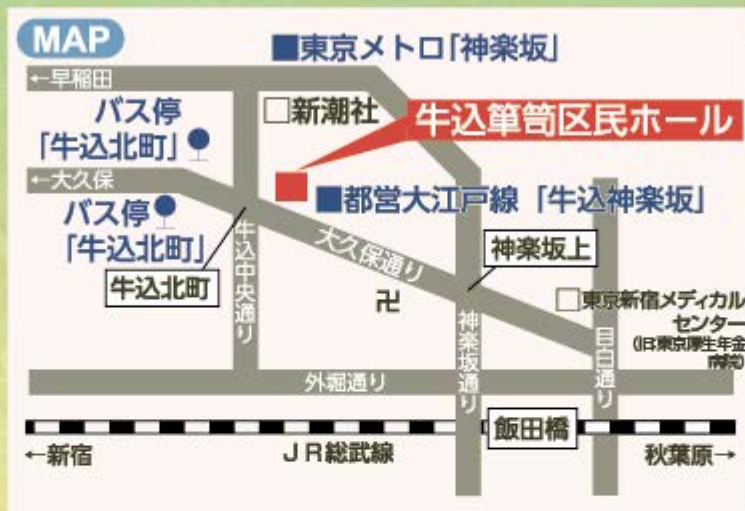 MAP
■東京メトロ「神楽坂」
←早稲田
バス停
「牛込北町」
□新潮社
牛込箪笥区民ホール
←大久保
■都営大江戸線「牛込神楽坂」
バス停
「牛込北町」
牛込北町
牛込中央通り
大久保通り
神楽坂上
卍
□東京新宿メディカル
センター
(旧:東京厚生年金
病院)
神楽坂通り
目白通り
外堀通り
飯田橋
←新宿
JR総武線
秋葉原→